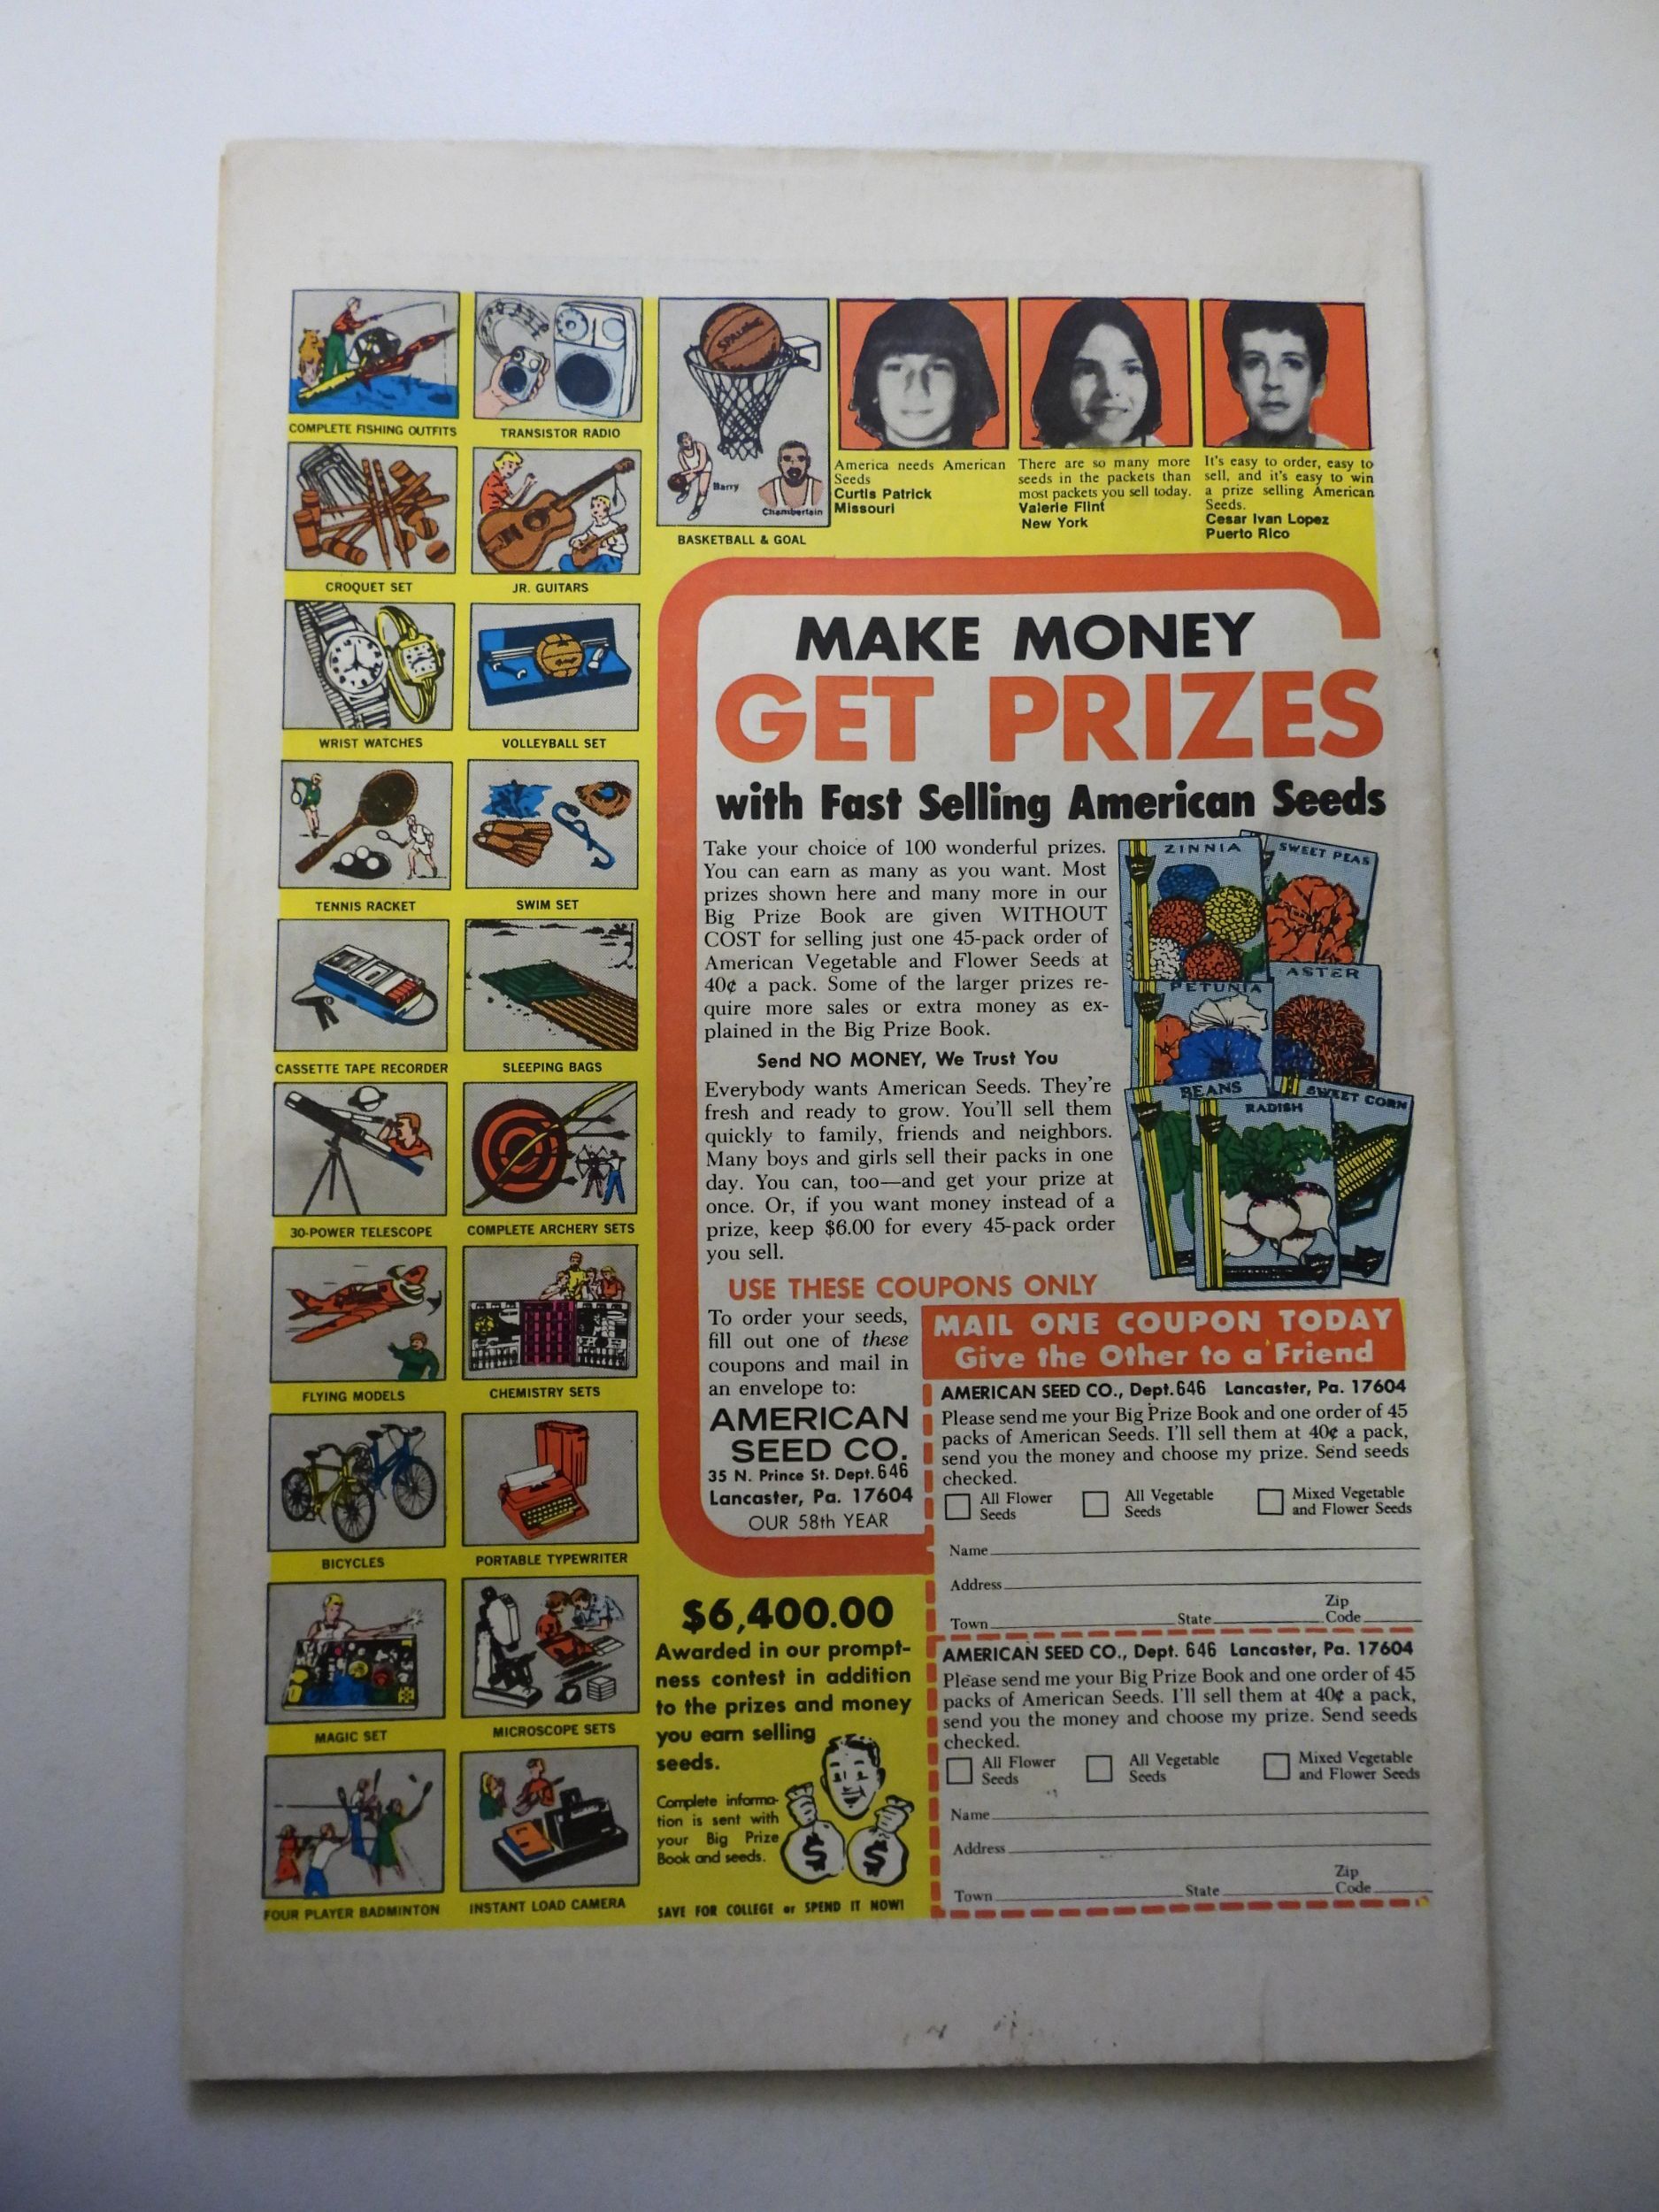 COMPLETE FISHING OUTFITS
TRANSISTOR RADIO
SPALDING
Barry
Chamberlain
BASKETBALL & GOAL
America needs American
Seeds
Curtis Patrick
Missouri
There are so many more
seeds in the packets than
most packets you sell today.
Valerie Flint
New York
It's easy to order, easy to
sell, and it's easy to win
a prize selling American
Seeds.
Cesar Ivan Lopez
Puerto Rico
CROQUET SET
JR. GUITARS
WRIST WATCHES
VOLLEYBALL SET
TENNIS RACKET
SWIM SET
CASSETTE TAPE RECORDER
SLEEPING BAGS
30-POWER TELESCOPE
COMPLETE ARCHERY SETS
FLYING MODELS
CHEMISTRY SETS
BICYCLES
PORTABLE TYPEWRITER
MAGIC SET
MICROSCOPE SETS
FOUR PLAYER BADMINTON
INSTANT LOAD CAMERA
MAKE MONEY
GET PRIZES
with Fast Selling American Seeds
Take your choice of 100 wonderful prizes.
You can earn as many as you want. Most
prizes shown here and many more in our
Big Prize Book are given WITHOUT
COST for selling just one 45-pack order of
American Vegetable and Flower Seeds at
40¢ a pack. Some of the larger prizes re-
quire more sales or extra money as ex-
plained in the Big Prize Book.
Send NO MONEY, We Trust You
Everybody wants American Seeds. They're
fresh and ready to grow. You'll sell them
quickly to family, friends and neighbors.
Many boys and girls sell their packs in one
day. You can, too—and get your prize at
once. Or, if you want money instead of a
prize, keep $6.00 for every 45-pack order
you sell.
ZINNIA
SWEET PEAS
ASTER
PETUNIA
BEANS
SWEET CORN
RADISH
USE THESE COUPONS ONLY
To order your seeds,
fill out one of these
coupons and mail in
an envelope to:
AMERICAN
SEED CO.
35 N. Prince St. Dept. 646
Lancaster, Pa. 17604
OUR 58th YEAR
MAIL ONE COUPON TODAY
Give the Other to a Friend
AMERICAN SEED CO., Dept. 646 Lancaster, Pa. 17604
Please send me your Big Prize Book and one order of 45
packs of American Seeds. I'll sell them at 40¢ a pack,
send you the money and choose my prize. Send seeds
checked.
All Flower
Seeds
All Vegetable
Seeds
Mixed Vegetable
and Flower Seeds
Name
Address
Town State Zip
Code
AMERICAN SEED CO., Dept. 646 Lancaster, Pa. 17604
Please send me your Big Prize Book and one order of 45
packs of American Seeds. I'll sell them at 40¢ a pack,
send you the money and choose my prize. Send seeds
checked.
All Flower
Seeds
All Vegetable
Seeds
Mixed Vegetable
and Flower Seeds
Name
Address
Town State Zip
Code
$6,400.00
Awarded in our prompt-
ness contest in addition
to the prizes and money
you earn selling
seeds.
Complete informa-
tion is sent with
your Big Prize
Book and seeds.
$ $
SAVE FOR COLLEGE or SPEND IT NOW!